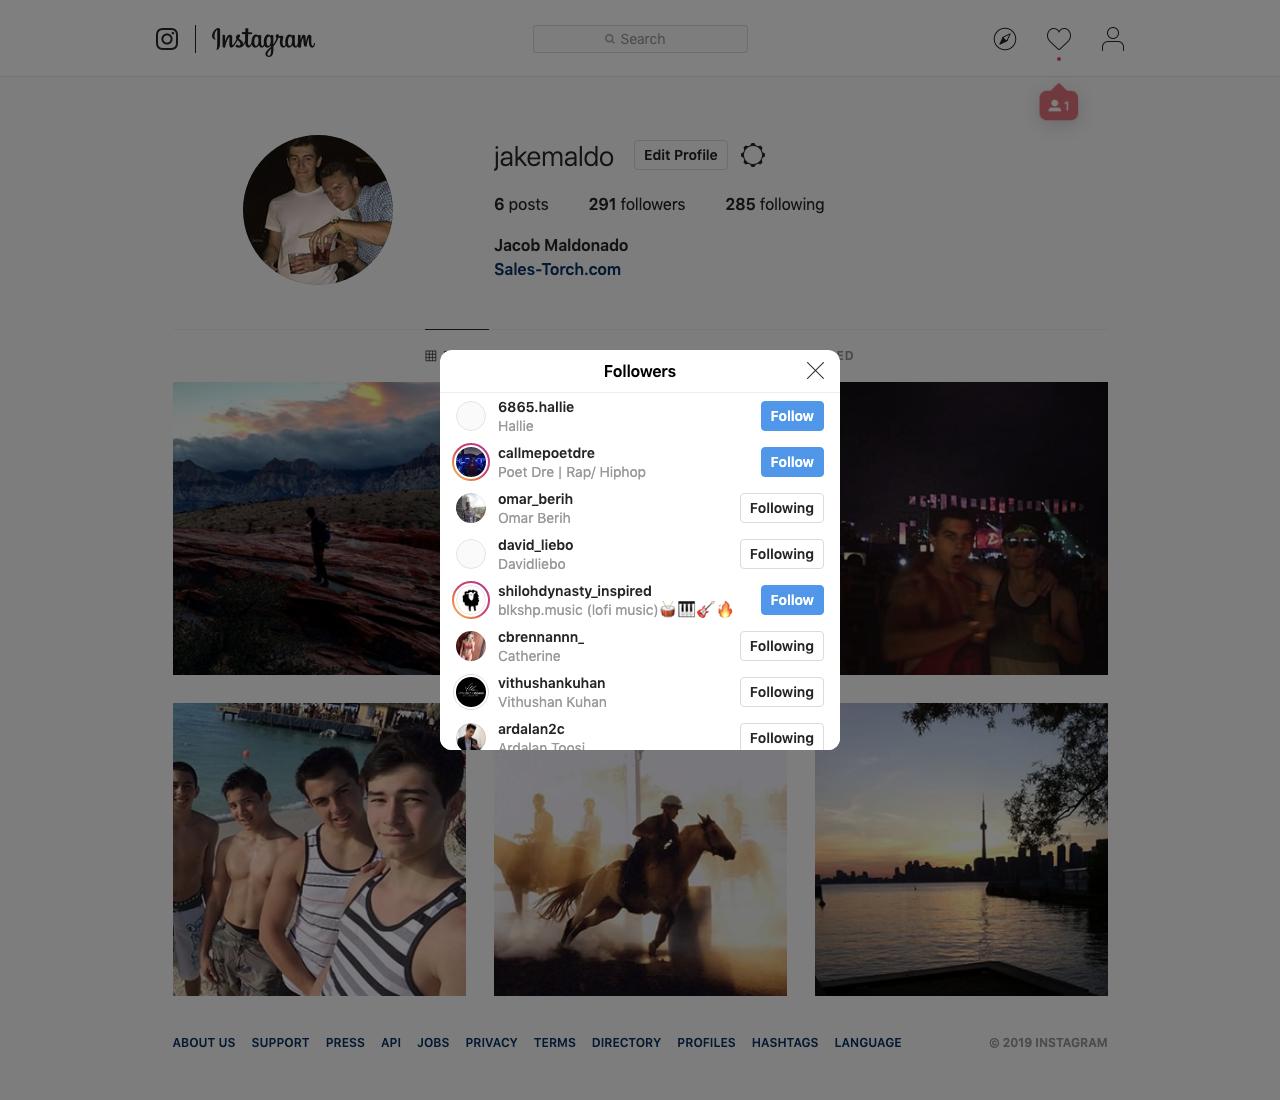 Instagram
Search
1
jakemaldo
Edit Profile
6 posts 291 followers 285 following
Jacob Maldonado
Sales-Torch.com
ED
Followers
6865.hallie
Hallie
Follow
callmepoetdre
Poet Dre | Rap/ Hiphop
Follow
omar_berih
Omar Berih
Following
david_liebo
Davidliebo
Following
shilohdynasty_inspired
blkshp.music (lofi music)🥁🎹🎸🔥
Follow
cbrennannn_
Catherine
Following
vithushankuhan
Vithushan Kuhan
Following
ardalan2c
Ardalan Toosi
Following
ABOUT US SUPPORT PRESS API JOBS PRIVACY TERMS DIRECTORY PROFILES HASHTAGS LANGUAGE © 2019 INSTAGRAM